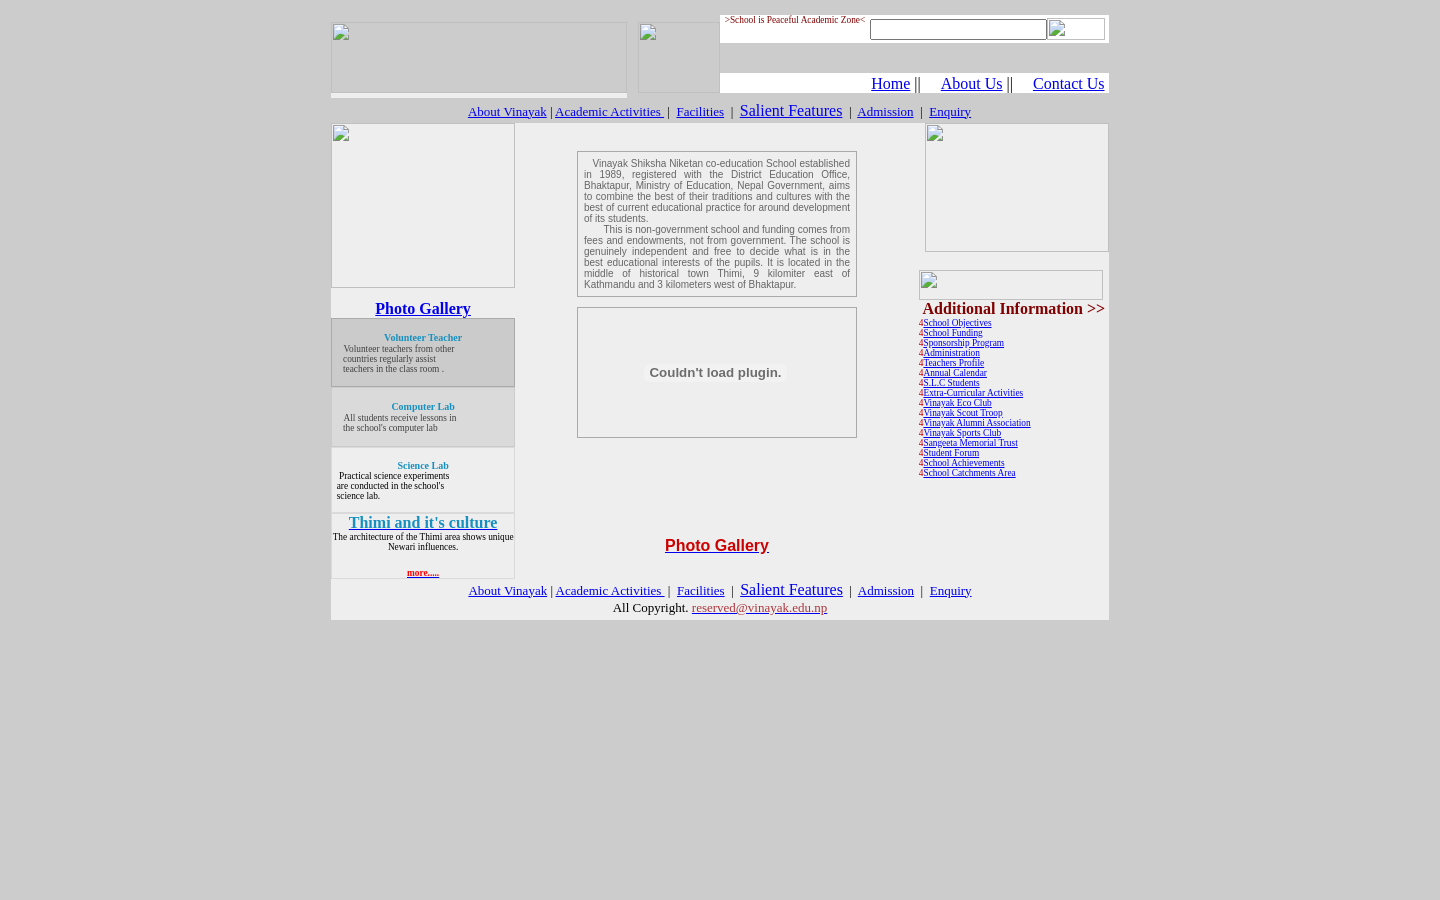 >School is Peaceful Academic Zone<
Home || About Us || Contact Us
About Vinayak | Academic Activities | Facilities | Salient Features | Admission | Enquiry
Photo Gallery
Volunteer Teacher
Volunteer teachers from other
countries regularly assist
teachers in the class room .
Computer Lab
All students receive lessons in
the school's computer lab
Science Lab
Practical science experiments
are conducted in the school's
science lab.
Thimi and it's culture
The architecture of the Thimi area shows unique
Newari influences.
more.....
Vinayak Shiksha Niketan co-education School established
in 1989, registered with the District Education Office,
Bhaktapur, Ministry of Education, Nepal Government, aims
to combine the best of their traditions and cultures with the
best of current educational practice for around development
of its students.
This is non-government school and funding comes from
fees and endowments, not from government. The school is
genuinely independent and free to decide what is in the
best educational interests of the pupils. It is located in the
middle of historical town Thimi, 9 kilomiter east of
Kathmandu and 3 kilometers west of Bhaktapur.
Couldn't load plugin.
Photo Gallery
Additional Information >>
4School Objectives
4School Funding
4Sponsorship Program
4Administration
4Teachers Profile
4Annual Calendar
4S.L.C Students
4Extra-Curricular Activities
4Vinayak Eco Club
4Vinayak Scout Troop
4Vinayak Alumni Association
4Vinayak Sports Club
4Sangeeta Memorial Trust
4Student Forum
4School Achievements
4School Catchments Area
About Vinayak | Academic Activities | Facilities | Salient Features | Admission | Enquiry
All Copyright. reserved@vinayak.edu.np